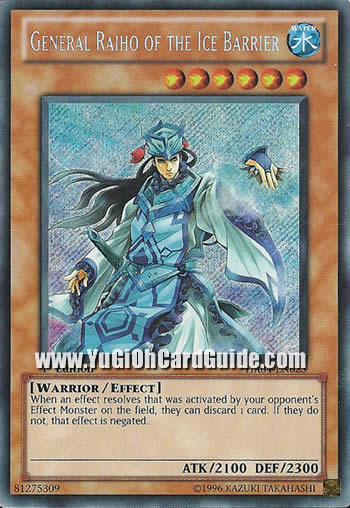 GENERAL RAIHO OF THE ICE BARRIER
WATER
水
www.YuGiOhCardGuide.com
Edition
[WARRIOR/EFFECT]
When an effect resolves that was activated by your opponent's
Effect Monster on the field, they can discard 1 card. If they do
not, that effect is negated.
ATK/2100 DEF/2300
81275309 ©1996 KAZUKI TAKAHASHI